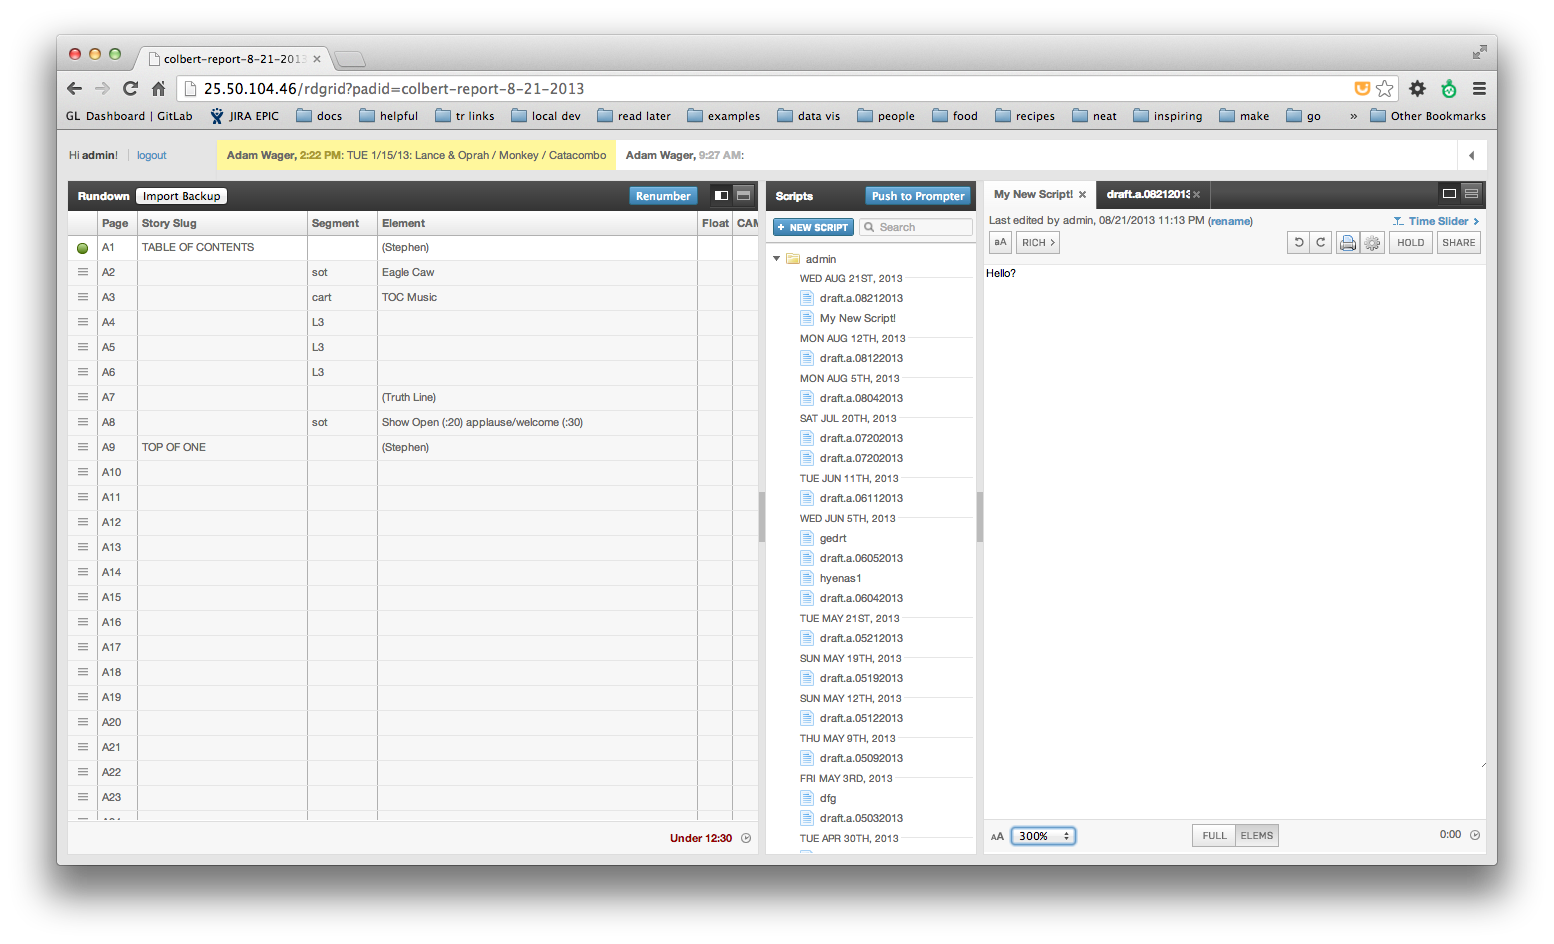 colbert-report-8-21-2013
25.50.104.46/rdgrid?padid=colbert-report-8-21-2013
GL Dashboard | GitLab JIRA EPIC docs helpful tr links local dev read later examples data vis people food recipes neat inspiring make go » Other Bookmarks
Hi admin! logout Adam Wager, 2:22 PM: TUE 1/15/13: Lance & Oprah / Monkey / Catacombo Adam Wager, 9:27 AM:
Rundown Import Backup Renumber
Page Story Slug Segment Element Float CAM
A1 TABLE OF CONTENTS (Stephen)
A2 sot Eagle Caw
A3 cart TOC Music
A4 L3
A5 L3
A6 L3
A7 (Truth Line)
A8 sot Show Open (:20) applause/welcome (:30)
A9 TOP OF ONE (Stephen)
A10
A11
A12
A13
A14
A15
A16
A17
A18
A19
A20
A21
A22
A23
Under 12:30
Scripts Push to Prompter
+ NEW SCRIPT Search
admin
WED AUG 21ST, 2013
draft.a.08212013
My New Script!
MON AUG 12TH, 2013
draft.a.08122013
MON AUG 5TH, 2013
draft.a.08042013
SAT JUL 20TH, 2013
draft.a.07202013
draft.a.07202013
TUE JUN 11TH, 2013
draft.a.06112013
WED JUN 5TH, 2013
gedrt
draft.a.06052013
hyenas1
draft.a.06042013
TUE MAY 21ST, 2013
draft.a.05212013
SUN MAY 19TH, 2013
draft.a.05192013
SUN MAY 12TH, 2013
draft.a.05122013
THU MAY 9TH, 2013
draft.a.05092013
FRI MAY 3RD, 2013
dfg
draft.a.05032013
TUE APR 30TH, 2013
My New Script! × draft.a.08212013 ×
Last edited by admin, 08/21/2013 11:13 PM (rename) Time Slider >
aA RICH > HOLD SHARE
Hello?
AA 300% FULL ELEMS 0:00